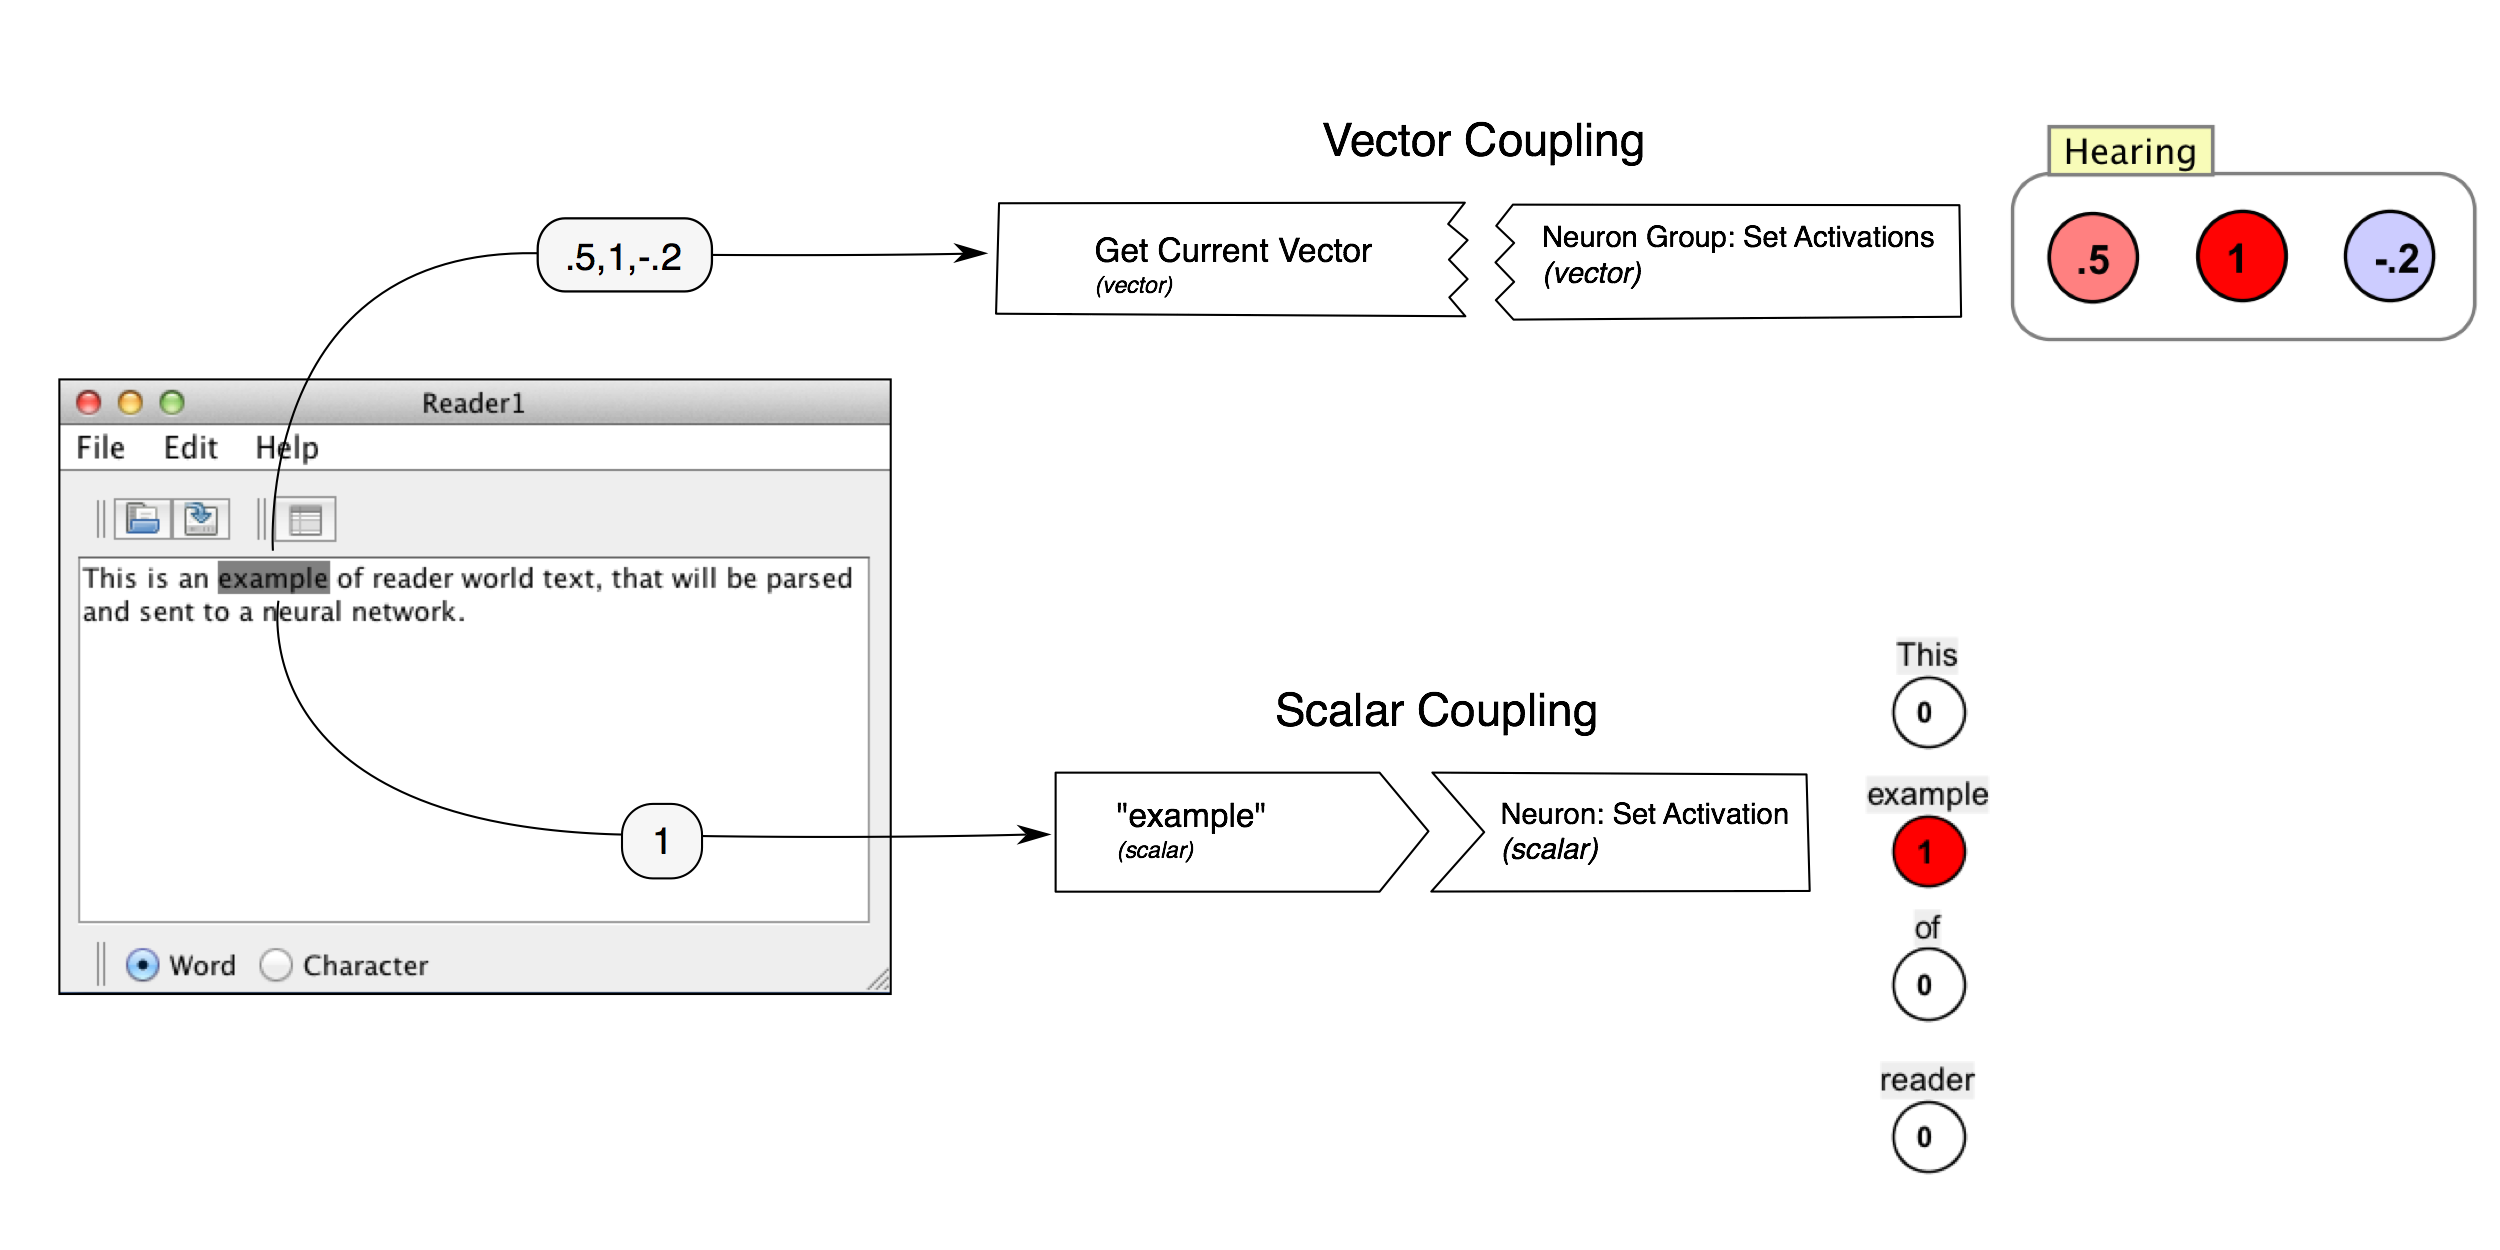 Vector Coupling
Hearing
.5,1,-.2
Get Current Vector
(vector)
Neuron Group: Set Activations
(vector)
.5
1
-.2
Reader1
File Edit Help
This is an example of reader world text, that will be parsed
and sent to a neural network.
1
Word Character
Scalar Coupling
"example"
(scalar)
Neuron: Set Activation
(scalar)
This
0
example
1
of
0
reader
0